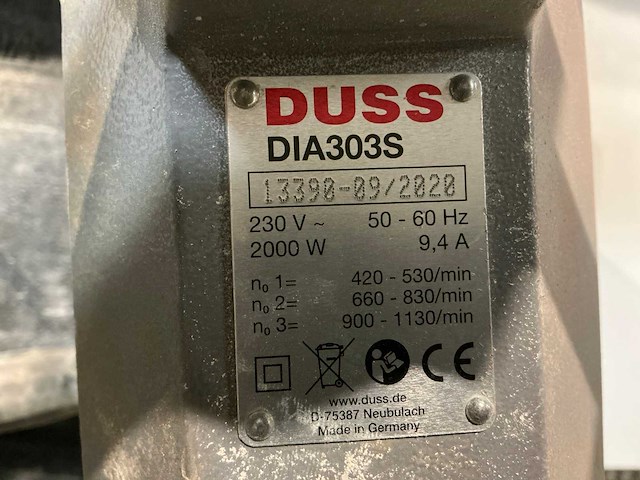 DUSS
DIA303S
13390-09/2020
230 V ~ 50 - 60 Hz
2000 W 9,4 A
n₀ 1= 420 - 530/min
n₀ 2= 660 - 830/min
n₀ 3= 900 - 1130/min
CE
www.duss.de
D-75387 Neubulach
Made in Germany